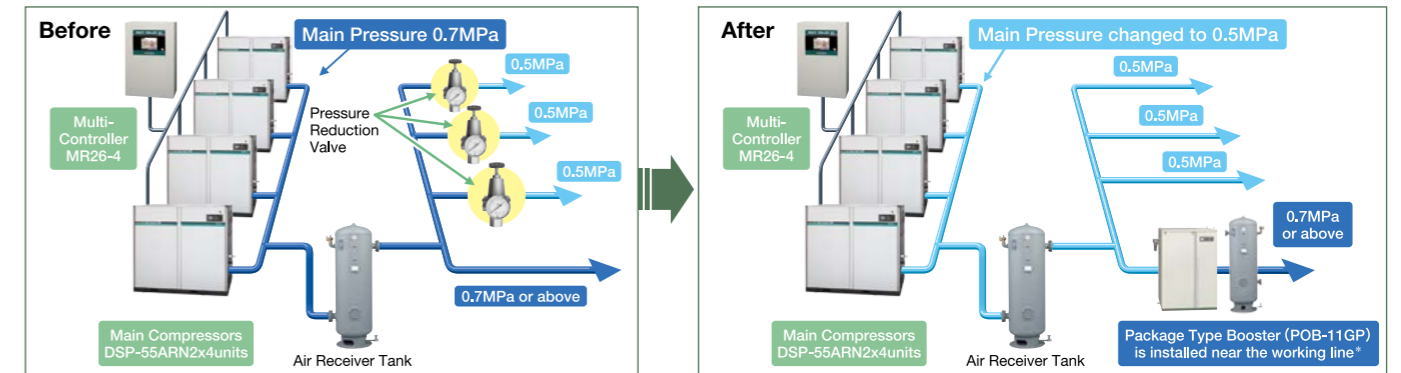 Before
Main Pressure 0.7MPa
0.5MPa
0.5MPa
0.5MPa
Pressure
Reduction
Valve
Multi-
Controller
MR26-4
0.7MPa or above
Main Compressors
DSP-55ARN2x4units
Air Receiver Tank
After
Main Pressure changed to 0.5MPa
0.5MPa
0.5MPa
0.5MPa
Multi-
Controller
MR26-4
0.7MPa
or above
Main Compressors
DSP-55ARN2x4units
Air Receiver Tank
Package Type Booster (POB-11GP)
is installed near the working line*